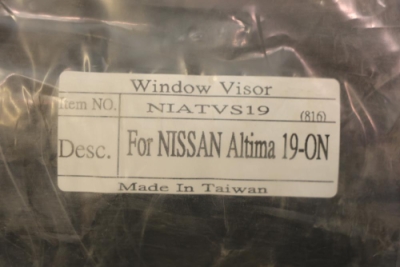 Window Visor
Item NO. NIATVS19 (816)
Desc. For NISSAN Altima 19-ON
Made In Taiwan